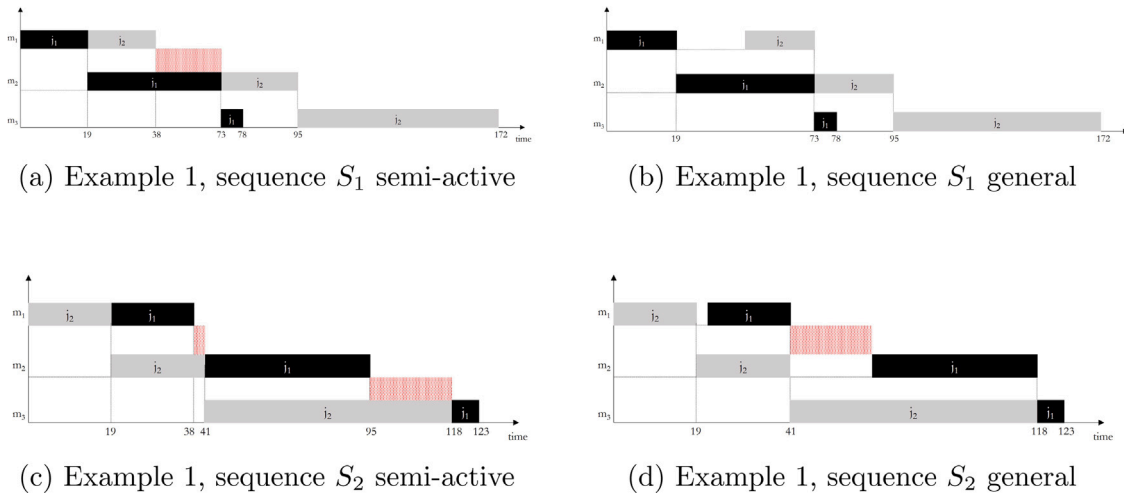 m₁ j₁ j₂
m₂ j₁ j₂
m₃ j₁ j₂
19 38 73 78 95 172 time
(a) Example 1, sequence S₁ semi-active
m₁ j₁ j₂
m₂ j₁ j₂
m₃ j₁ j₂
19 73 78 95 172
(b) Example 1, sequence S₁ general
m₁ j₂ j₁
m₂ j₂ j₁
m₃ j₂ j₁
19 38 41 95 118 123 time
(c) Example 1, sequence S₂ semi-active
m₁ j₂ j₁
m₂ j₂ j₁
m₃ j₂ j₁
19 41 118 123 time
(d) Example 1, sequence S₂ general